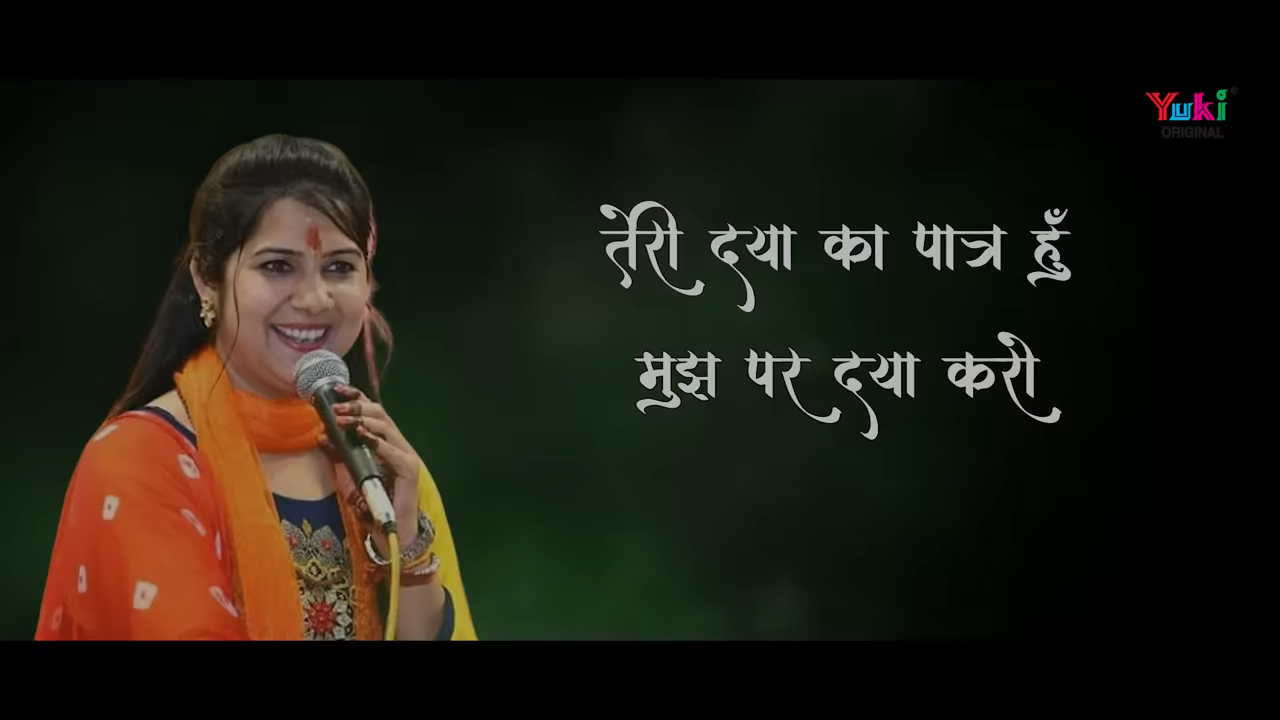 Yuki
ORIGINAL
तेरी दया का पात्र हुँ
मुझ पर दया करो